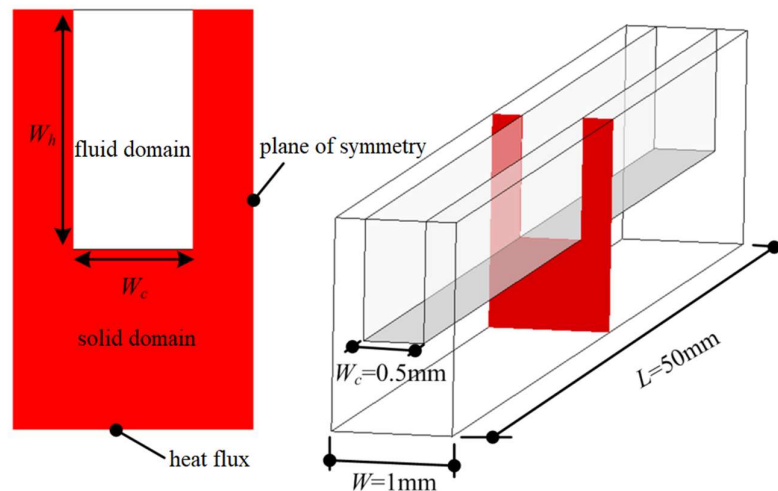 W_h
fluid domain
plane of symmetry
W_c
solid domain
heat flux
W_c=0.5mm
L=50mm
W=1mm